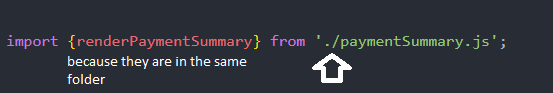 import {renderPaymentSummary} from './paymentSummary.js';
because they are in the same
folder